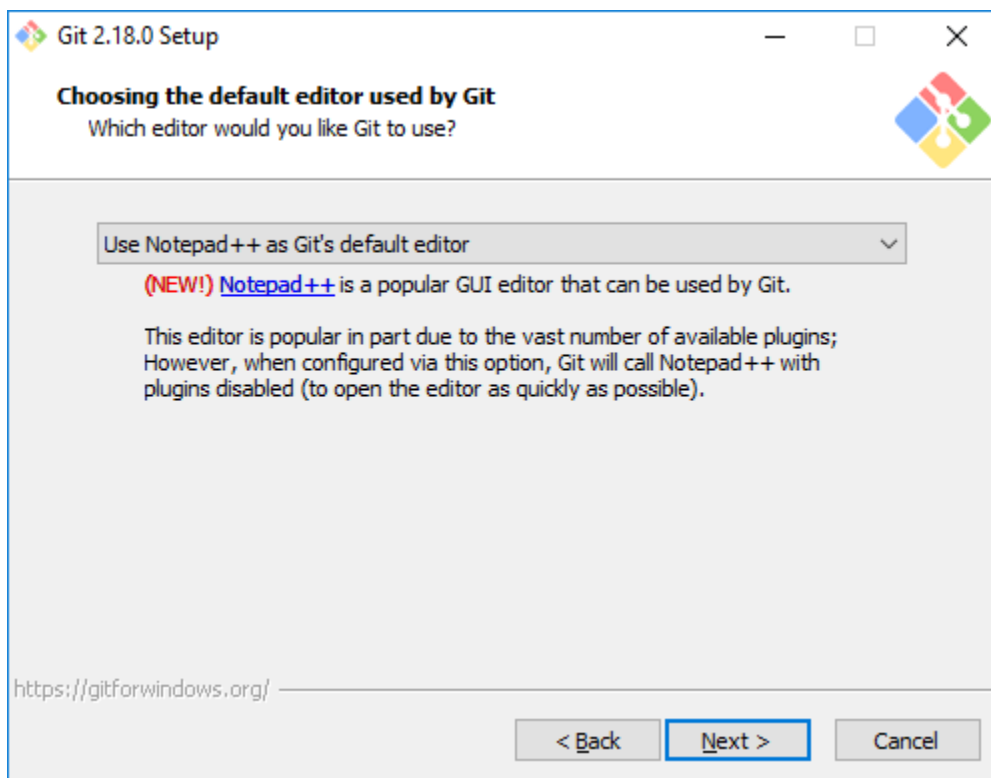 Git 2.18.0 Setup
Choosing the default editor used by Git
Which editor would you like Git to use?
Use Notepad++ as Git's default editor
(NEW!) Notepad++ is a popular GUI editor that can be used by Git.
This editor is popular in part due to the vast number of available plugins;
However, when configured via this option, Git will call Notepad++ with
plugins disabled (to open the editor as quickly as possible).
https://gitforwindows.org/
< Back
Next >
Cancel